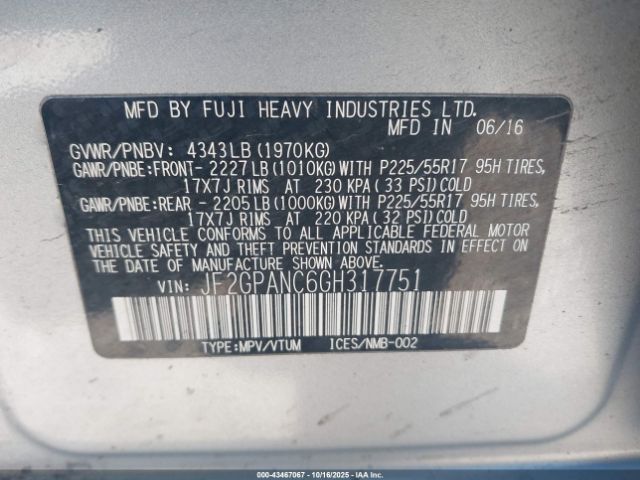 MFD BY FUJI HEAVY INDUSTRIES LTD.
MFD IN 06/16
GVWR/PNBV: 4343LB (1970KG)
GAWR/PNBE:FRONT- 2227LB(1010KG)WITH P225/55R17 95H TIRES,
17X7J RIMS AT 230 KPA( 33 PSI)COLD
GAWR/PNBE:REAR - 2205LB(1000KG)WITH P225/55R17 95H TIRES,
17X7J RIMS AT 220 KPA( 32 PSI)COLD
THIS VEHICLE CONFORMS TO ALL APPLICABLE FEDERAL MOTOR
VEHICLE SAFETY AND THEFT PREVENTION STANDARDS IN EFFECT ON
THE DATE OF MANUFACTURE SHOWN ABOVE.
VIN: JF2GPANC6GH317751
TYPE:MPV/VTUM ICES/NMB-002
000-43467067 - 10/16/2025 - IAAI.COM